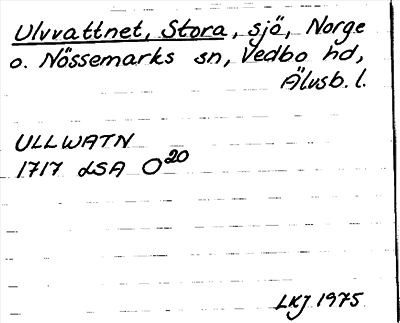 Ulvvattnet, Stora, sjö, Norge
o. Nössemarks sn, Vedbo hd,
Älvsb. l.
ULLWATN
1717 LSA O20
LKJ 1975